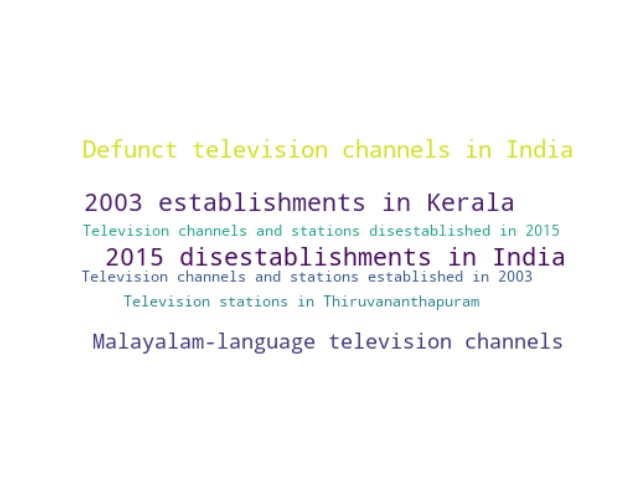 Defunct television channels in India
2003 establishments in Kerala
Television channels and stations disestablished in 2015
2015 disestablishments in India
Television channels and stations established in 2003
Television stations in Thiruvananthapuram
Malayalam-language television channels